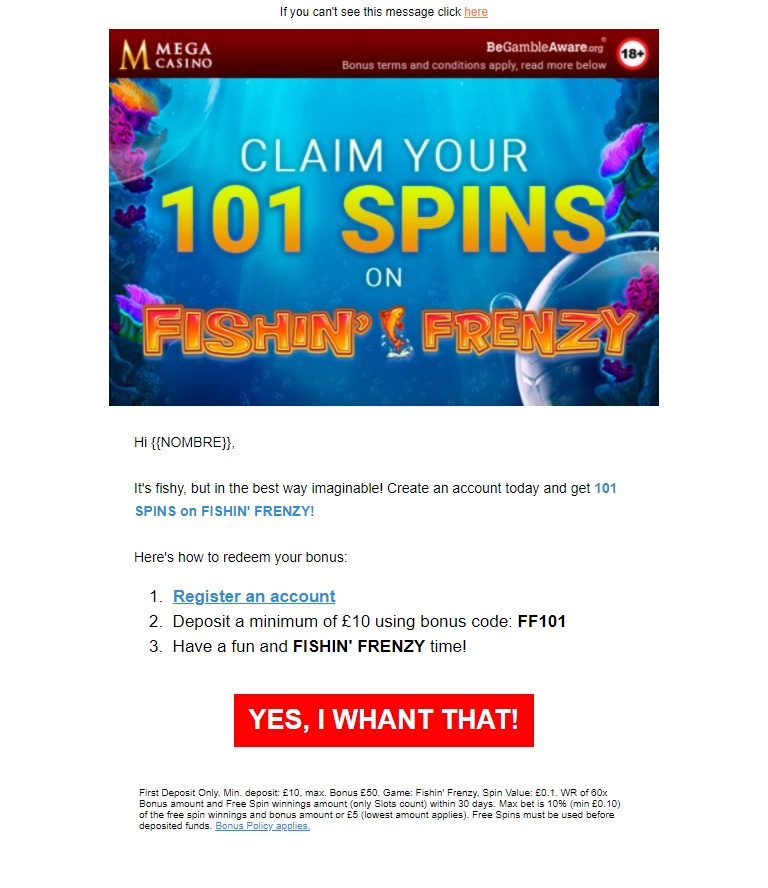 If you can't see this message click here
MEGA
CASINO
BeGambleAware.org®
Bonus terms and conditions apply, read more below
18+
CLAIM YOUR
101 SPINS
ON
FISHIN' FRENZY
Hi {{NOMBRE}},
It's fishy, but in the best way imaginable! Create an account today and get 101
SPINS on FISHIN' FRENZY!
Here's how to redeem your bonus:
1. Register an account
2. Deposit a minimum of £10 using bonus code: FF101
3. Have a fun and FISHIN' FRENZY time!
YES, I WHANT THAT!
First Deposit Only. Min. deposit: £10, max. Bonus £50. Game: Fishin' Frenzy, Spin Value: £0.1. WR of 60x
Bonus amount and Free Spin winnings amount (only Slots count) within 30 days. Max bet is 10% (min £0.10)
of the free spin winnings and bonus amount or £5 (lowest amount applies). Free Spins must be used before
deposited funds. Bonus Policy applies.